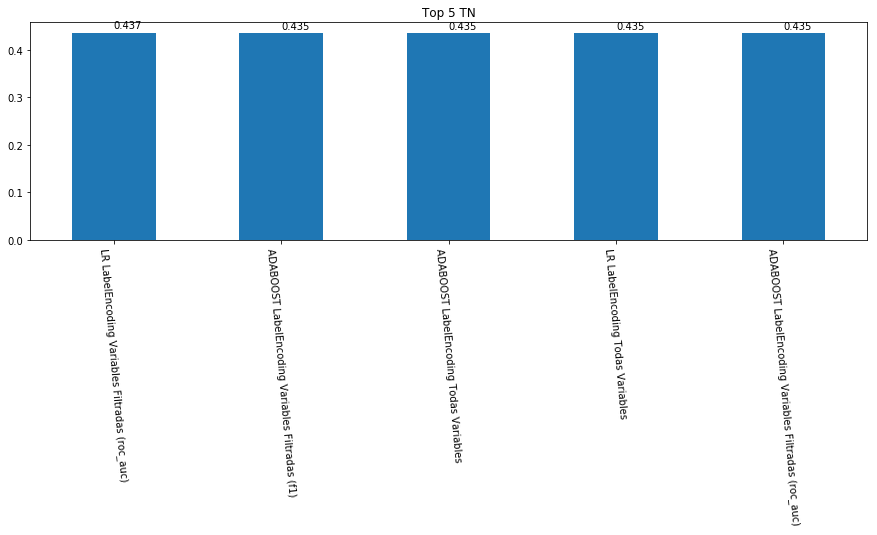 Top 5 TN
0.437
0.435
0.435
0.435
0.435
0.4
0.3
0.2
0.1
0.0
LR LabelEncoding Variables Filtradas (roc_auc)
ADABOOST LabelEncoding Variables Filtradas (f1)
ADABOOST LabelEncoding Todas Variables
LR LabelEncoding Todas Variables
ADABOOST LabelEncoding Variables Filtradas (roc_auc)